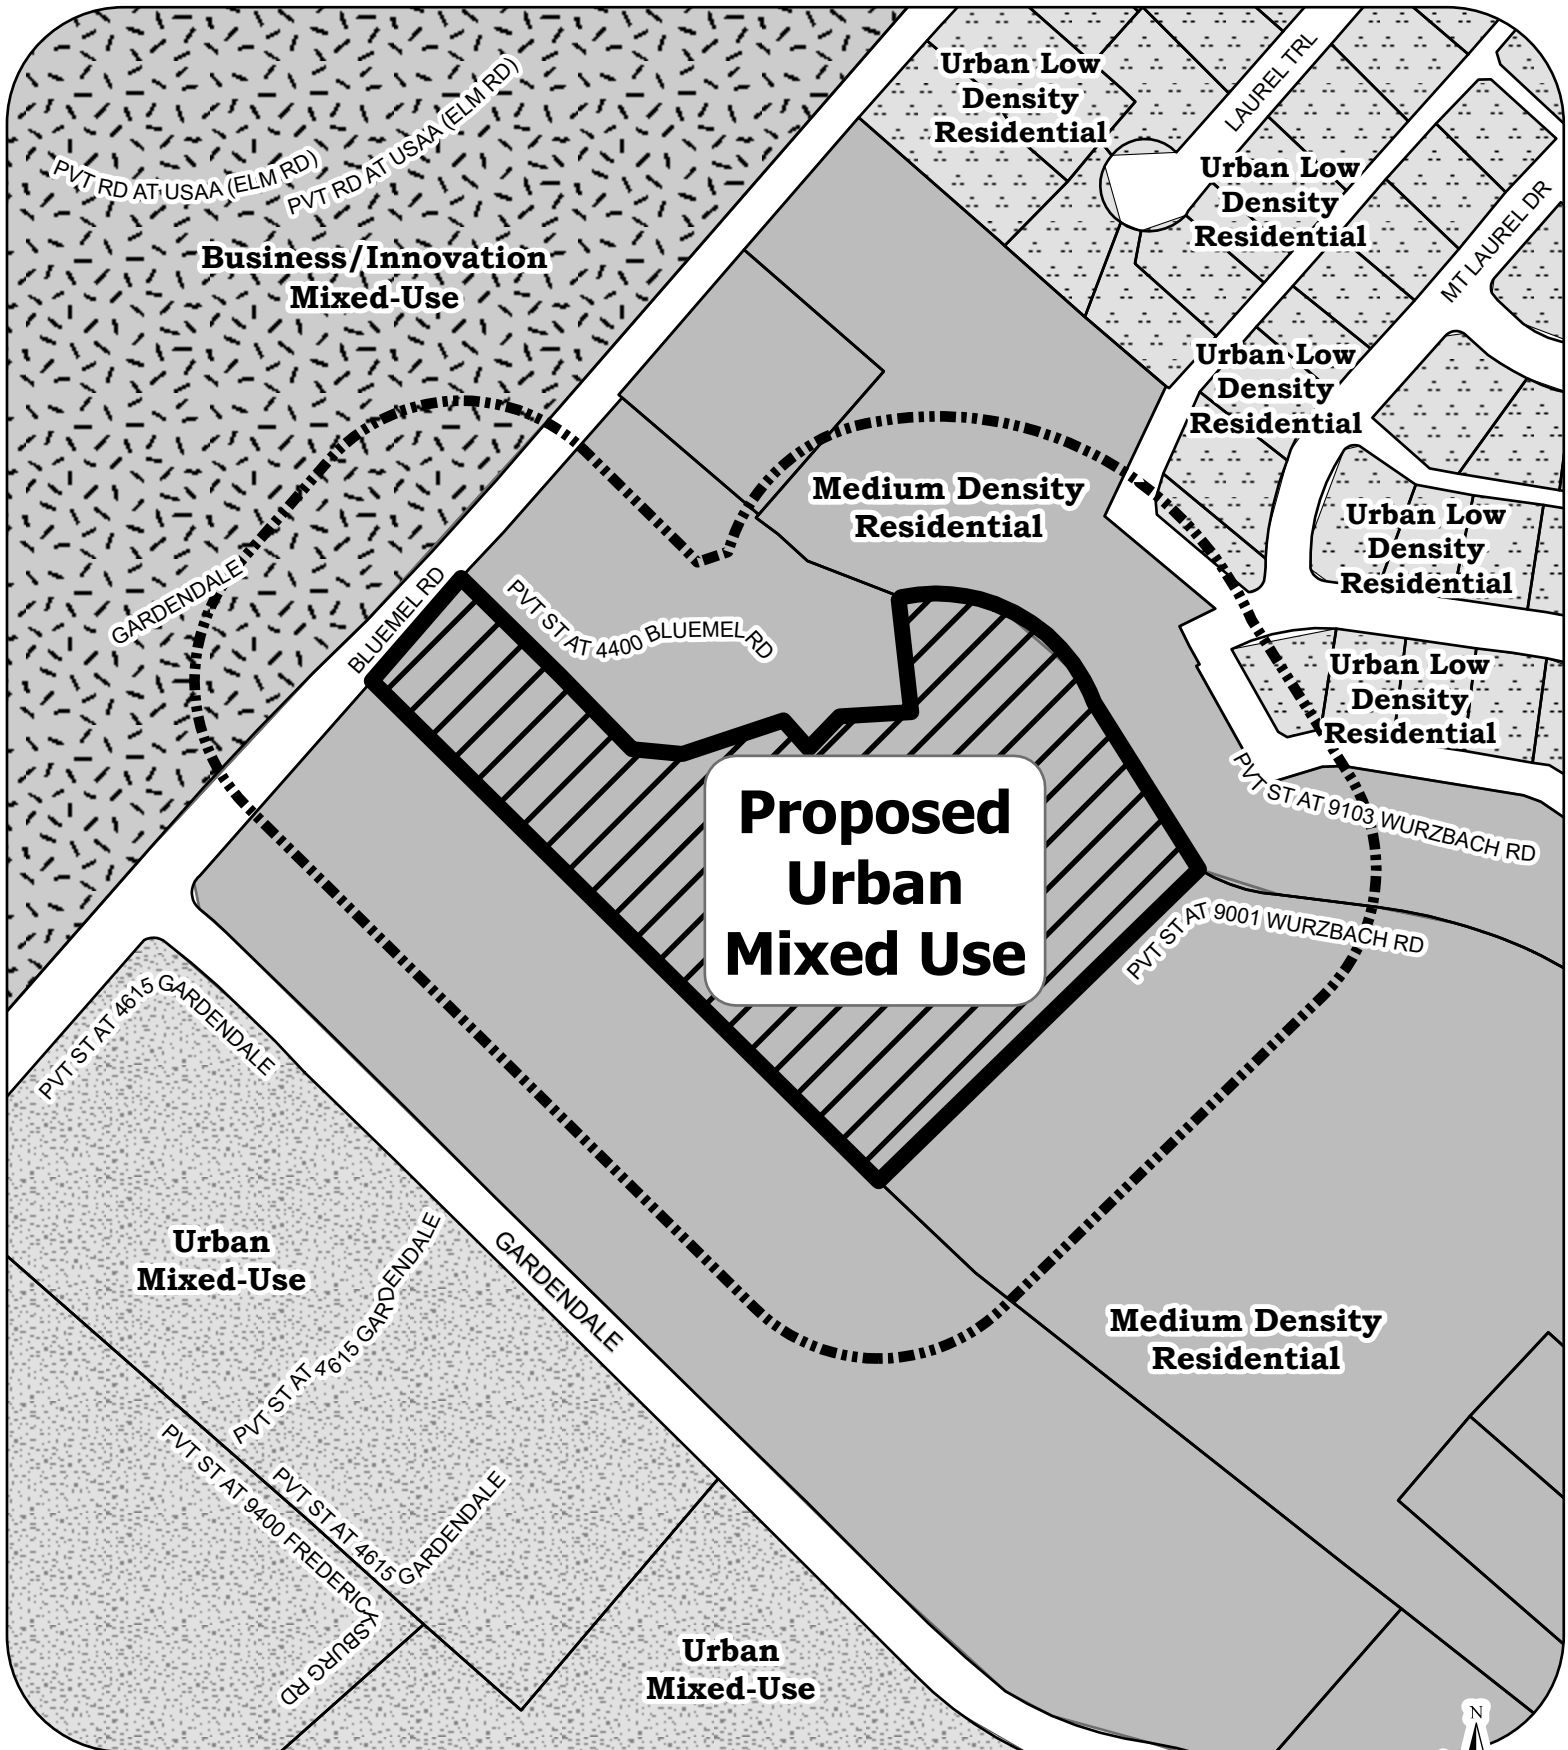 Urban Low
Density
Residential
LAUREL TRL
PVT RD AT USAA (ELM RD)
PVT RD AT USAA (ELM RD)
Urban Low
Density
Residential
MT LAUREL DR
Business/Innovation
Mixed-Use
Urban Low
Density
Residential
Medium Density
Residential
Urban Low
Density
Residential
GARDENDALE
BLUEMEL RD
PVT ST AT 4400 BLUEMEL RD
Urban Low
Density
Residential
PVT ST AT 9103 WURZBACH RD
Proposed
Urban
Mixed Use
PVT ST AT 9001 WURZBACH RD
PVT ST AT 4615 GARDENDALE
Urban
Mixed-Use
PVT ST AT 4615 GARDENDALE
GARDENDALE
Medium Density
Residential
PVT ST AT 9400 FREDERICKSBURG RD
PVT ST AT 4615 GARDENDALE
Urban
Mixed-Use
N